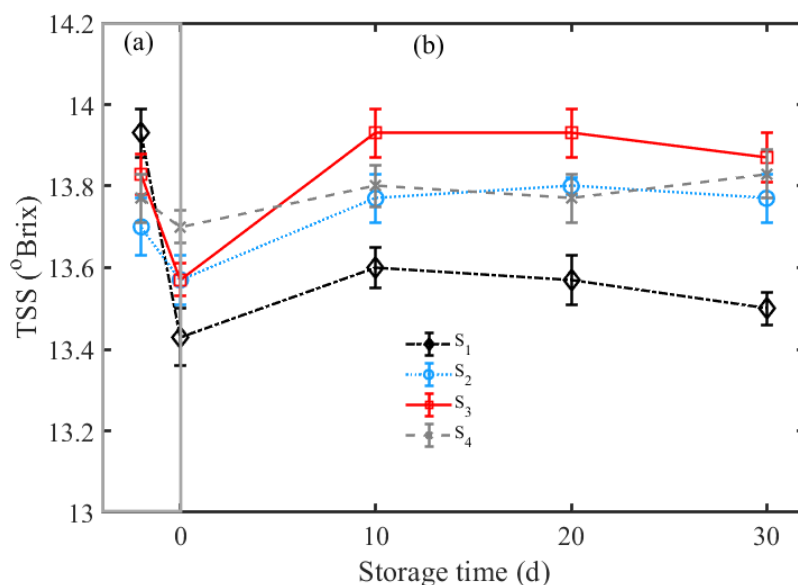 14.2
(a)
(b)
14
13.8
13.6
13.4
13.2
13
TSS (°Brix)
S₁
S₂
S₃
S₄
0
10
20
30
Storage time (d)